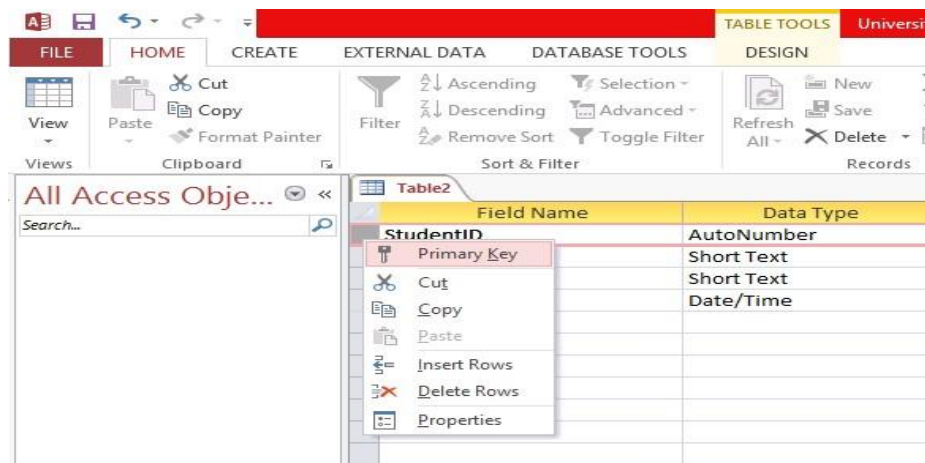 TABLE TOOLS Universi
FILE HOME CREATE EXTERNAL DATA DATABASE TOOLS DESIGN
View
Paste
Cut
Copy
Format Painter
Filter
Ascending
Descending
Remove Sort
Selection
Advanced
Toggle Filter
Refresh
All
New
Save
Delete
Views Clipboard Sort & Filter Records
All Access Obje...
Search...
Table2
Field Name Data Type
StudentID AutoNumber
Short Text
Short Text
Date/Time
Primary Key
Cut
Copy
Paste
Insert Rows
Delete Rows
Properties